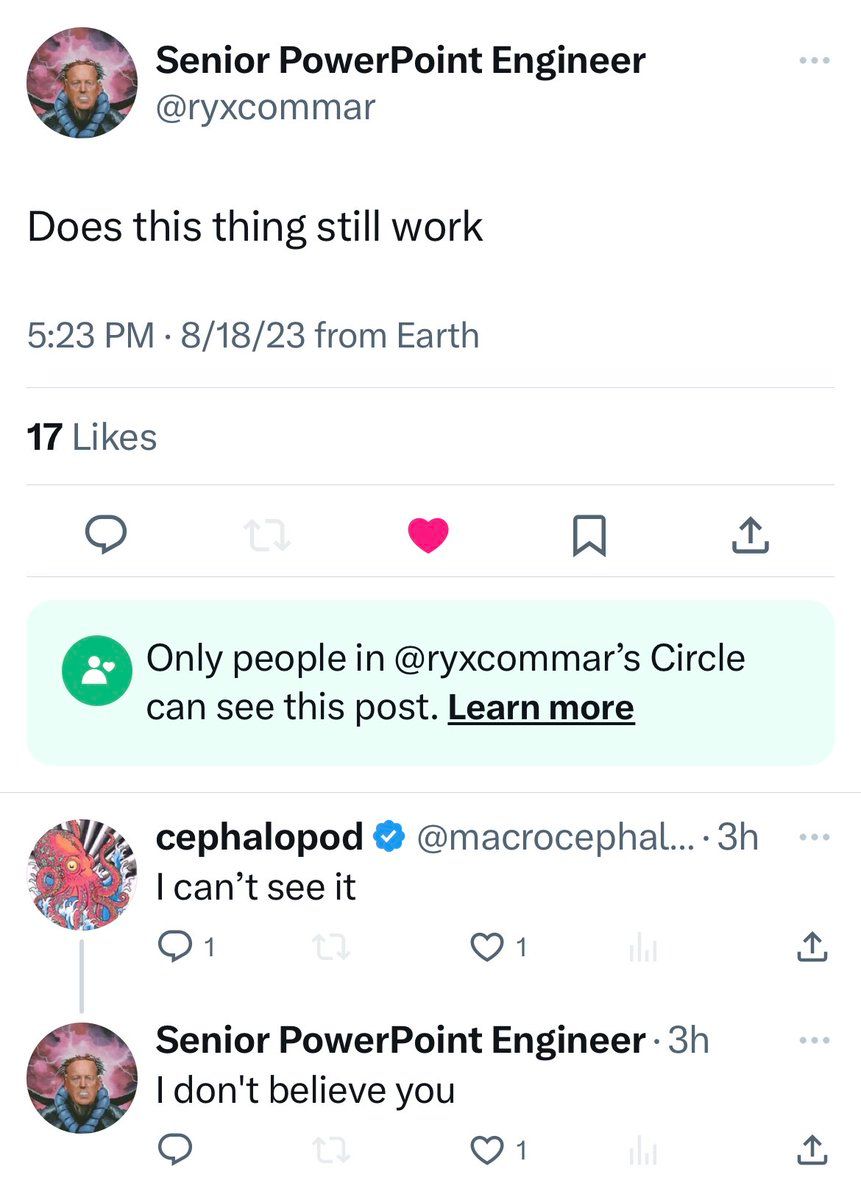 Senior PowerPoint Engineer
@ryxcommar
Does this thing still work
5:23 PM · 8/18/23 from Earth
17 Likes
Only people in @ryxcommar’s Circle
can see this post. Learn more
cephalopod @macrocephal... · 3h
I can’t see it
1 1
Senior PowerPoint Engineer · 3h
I don't believe you
1